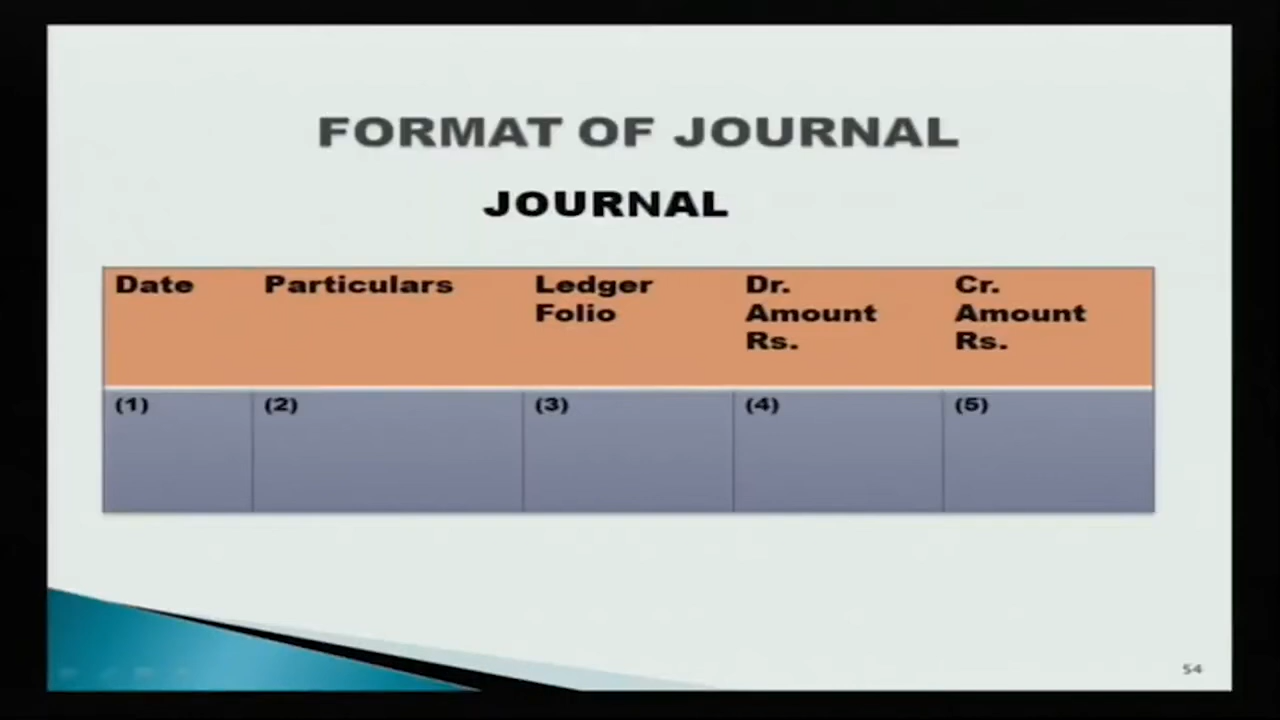 FORMAT OF JOURNAL
JOURNAL
Date Particulars Ledger Folio Dr. Amount Rs. Cr. Amount Rs.
(1) (2) (3) (4) (5)
54